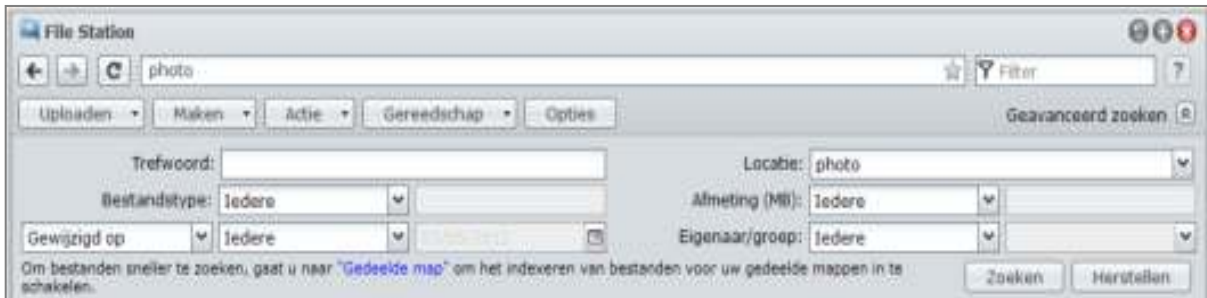 File Station
photo
Filter
?
Uploaden Maken Actie Gereedschap Opties Geavanceerd zoeken
Trefwoord: Locatie: photo
Bestandstype: Iedere Afmeting (MB): Iedere
Gewijzigd op Iedere Eigenaar/groep: Iedere
Om bestanden sneller te zoeken, gaat u naar "Gedeelde map" om het indexeren van bestanden voor uw gedeelde mappen in te
schakelen.
Zoeken Herstellen